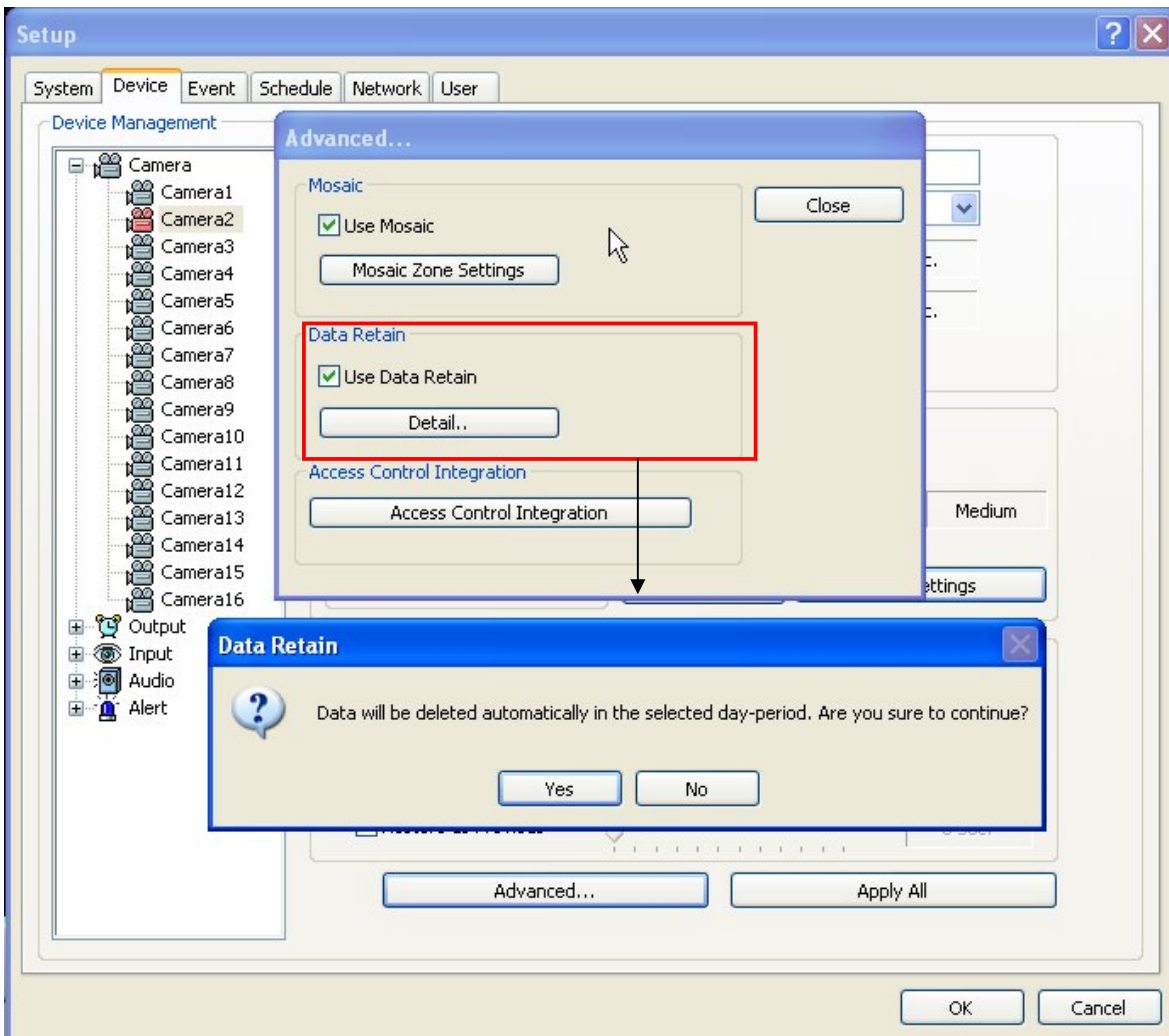 Setup
System Device Event Schedule Network User
Device Management
Camera
Camera1
Camera2
Camera3
Camera4
Camera5
Camera6
Camera7
Camera8
Camera9
Camera10
Camera11
Camera12
Camera13
Camera14
Camera15
Camera16
Output
Input
Audio
Alert
Advanced...
Mosaic
Use Mosaic
Mosaic Zone Settings
Close
Data Retain
Use Data Retain
Detail..
Access Control Integration
Access Control Integration
Medium
Data Retain
Data will be deleted automatically in the selected day-period. Are you sure to continue?
Yes No
Advanced... Apply All
OK Cancel